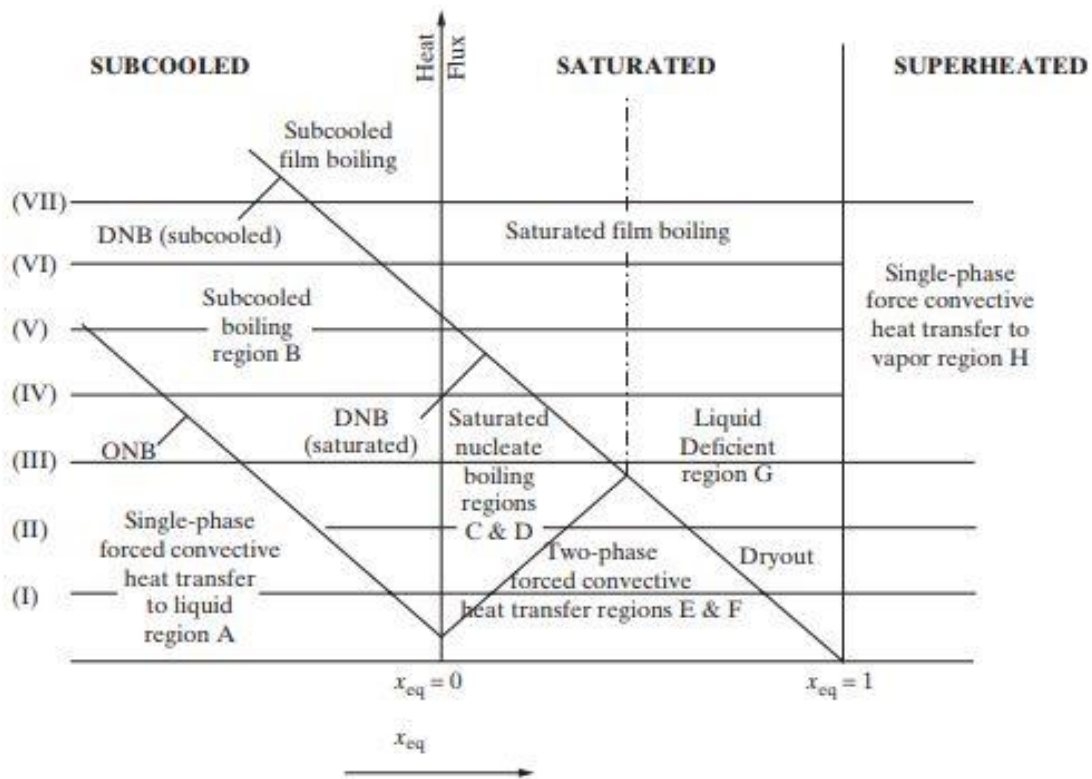 Heat
Flux
SUBCOOLED
SATURATED
SUPERHEATED
Subcooled
film boiling
(VII)
DNB (subcooled)
Saturated film boiling
(VI)
Single-phase
force convective
heat transfer to
vapor region H
Subcooled
boiling
region B
(V)
(IV)
DNB
(saturated)
Saturated
nucleate
boiling
regions
C & D
Liquid
Deficient
region G
ONB
(III)
(II)
Single-phase
forced convective
heat transfer
to liquid
region A
Two-phase
forced convective
heat transfer regions E & F
Dryout
(I)
xeq = 0
xeq = 1
xeq